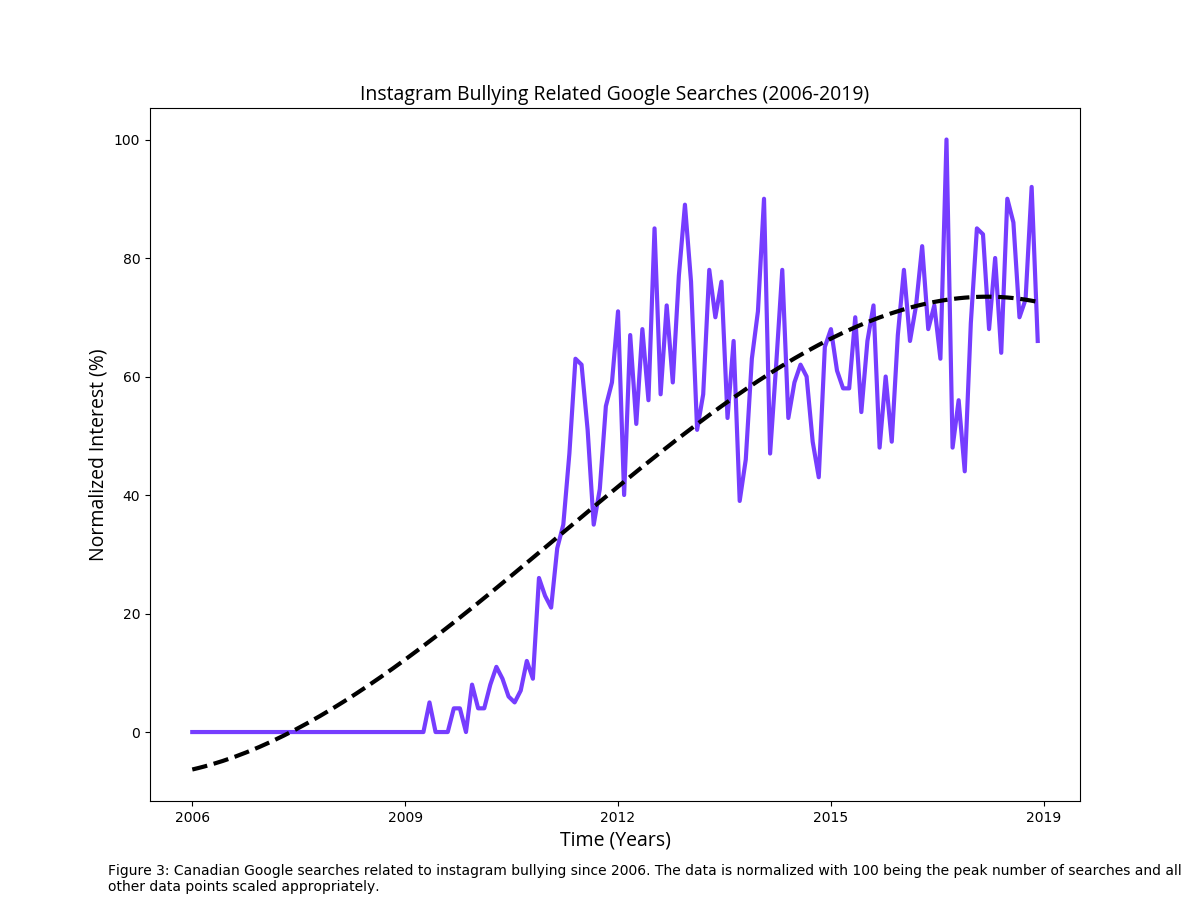 Instagram Bullying Related Google Searches (2006-2019)
100
80
60
40
20
0
Normalized Interest (%)
2006 2009 2012 2015 2019
Time (Years)
Figure 3: Canadian Google searches related to instagram bullying since 2006. The data is normalized with 100 being the peak number of searches and all
other data points scaled appropriately.